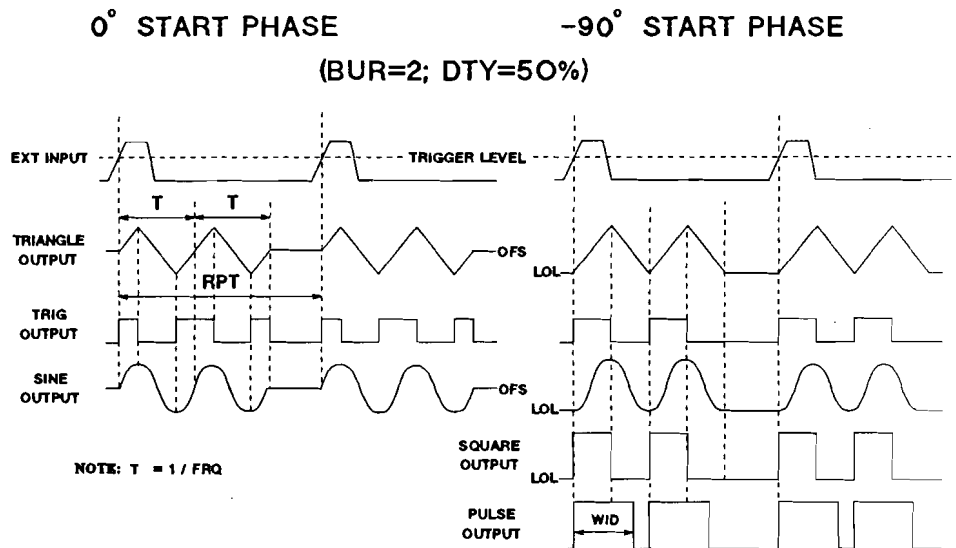 0° START PHASE
-90° START PHASE
(BUR=2; DTY=50%)
EXT INPUT
TRIGGER LEVEL
T
T
TRIANGLE
OUTPUT
OFS
LOL
RPT
TRIG
OUTPUT
SINE
OUTPUT
OFS
LOL
SQUARE
OUTPUT
LOL
NOTE: T = 1 / FRQ
PULSE
OUTPUT
WID